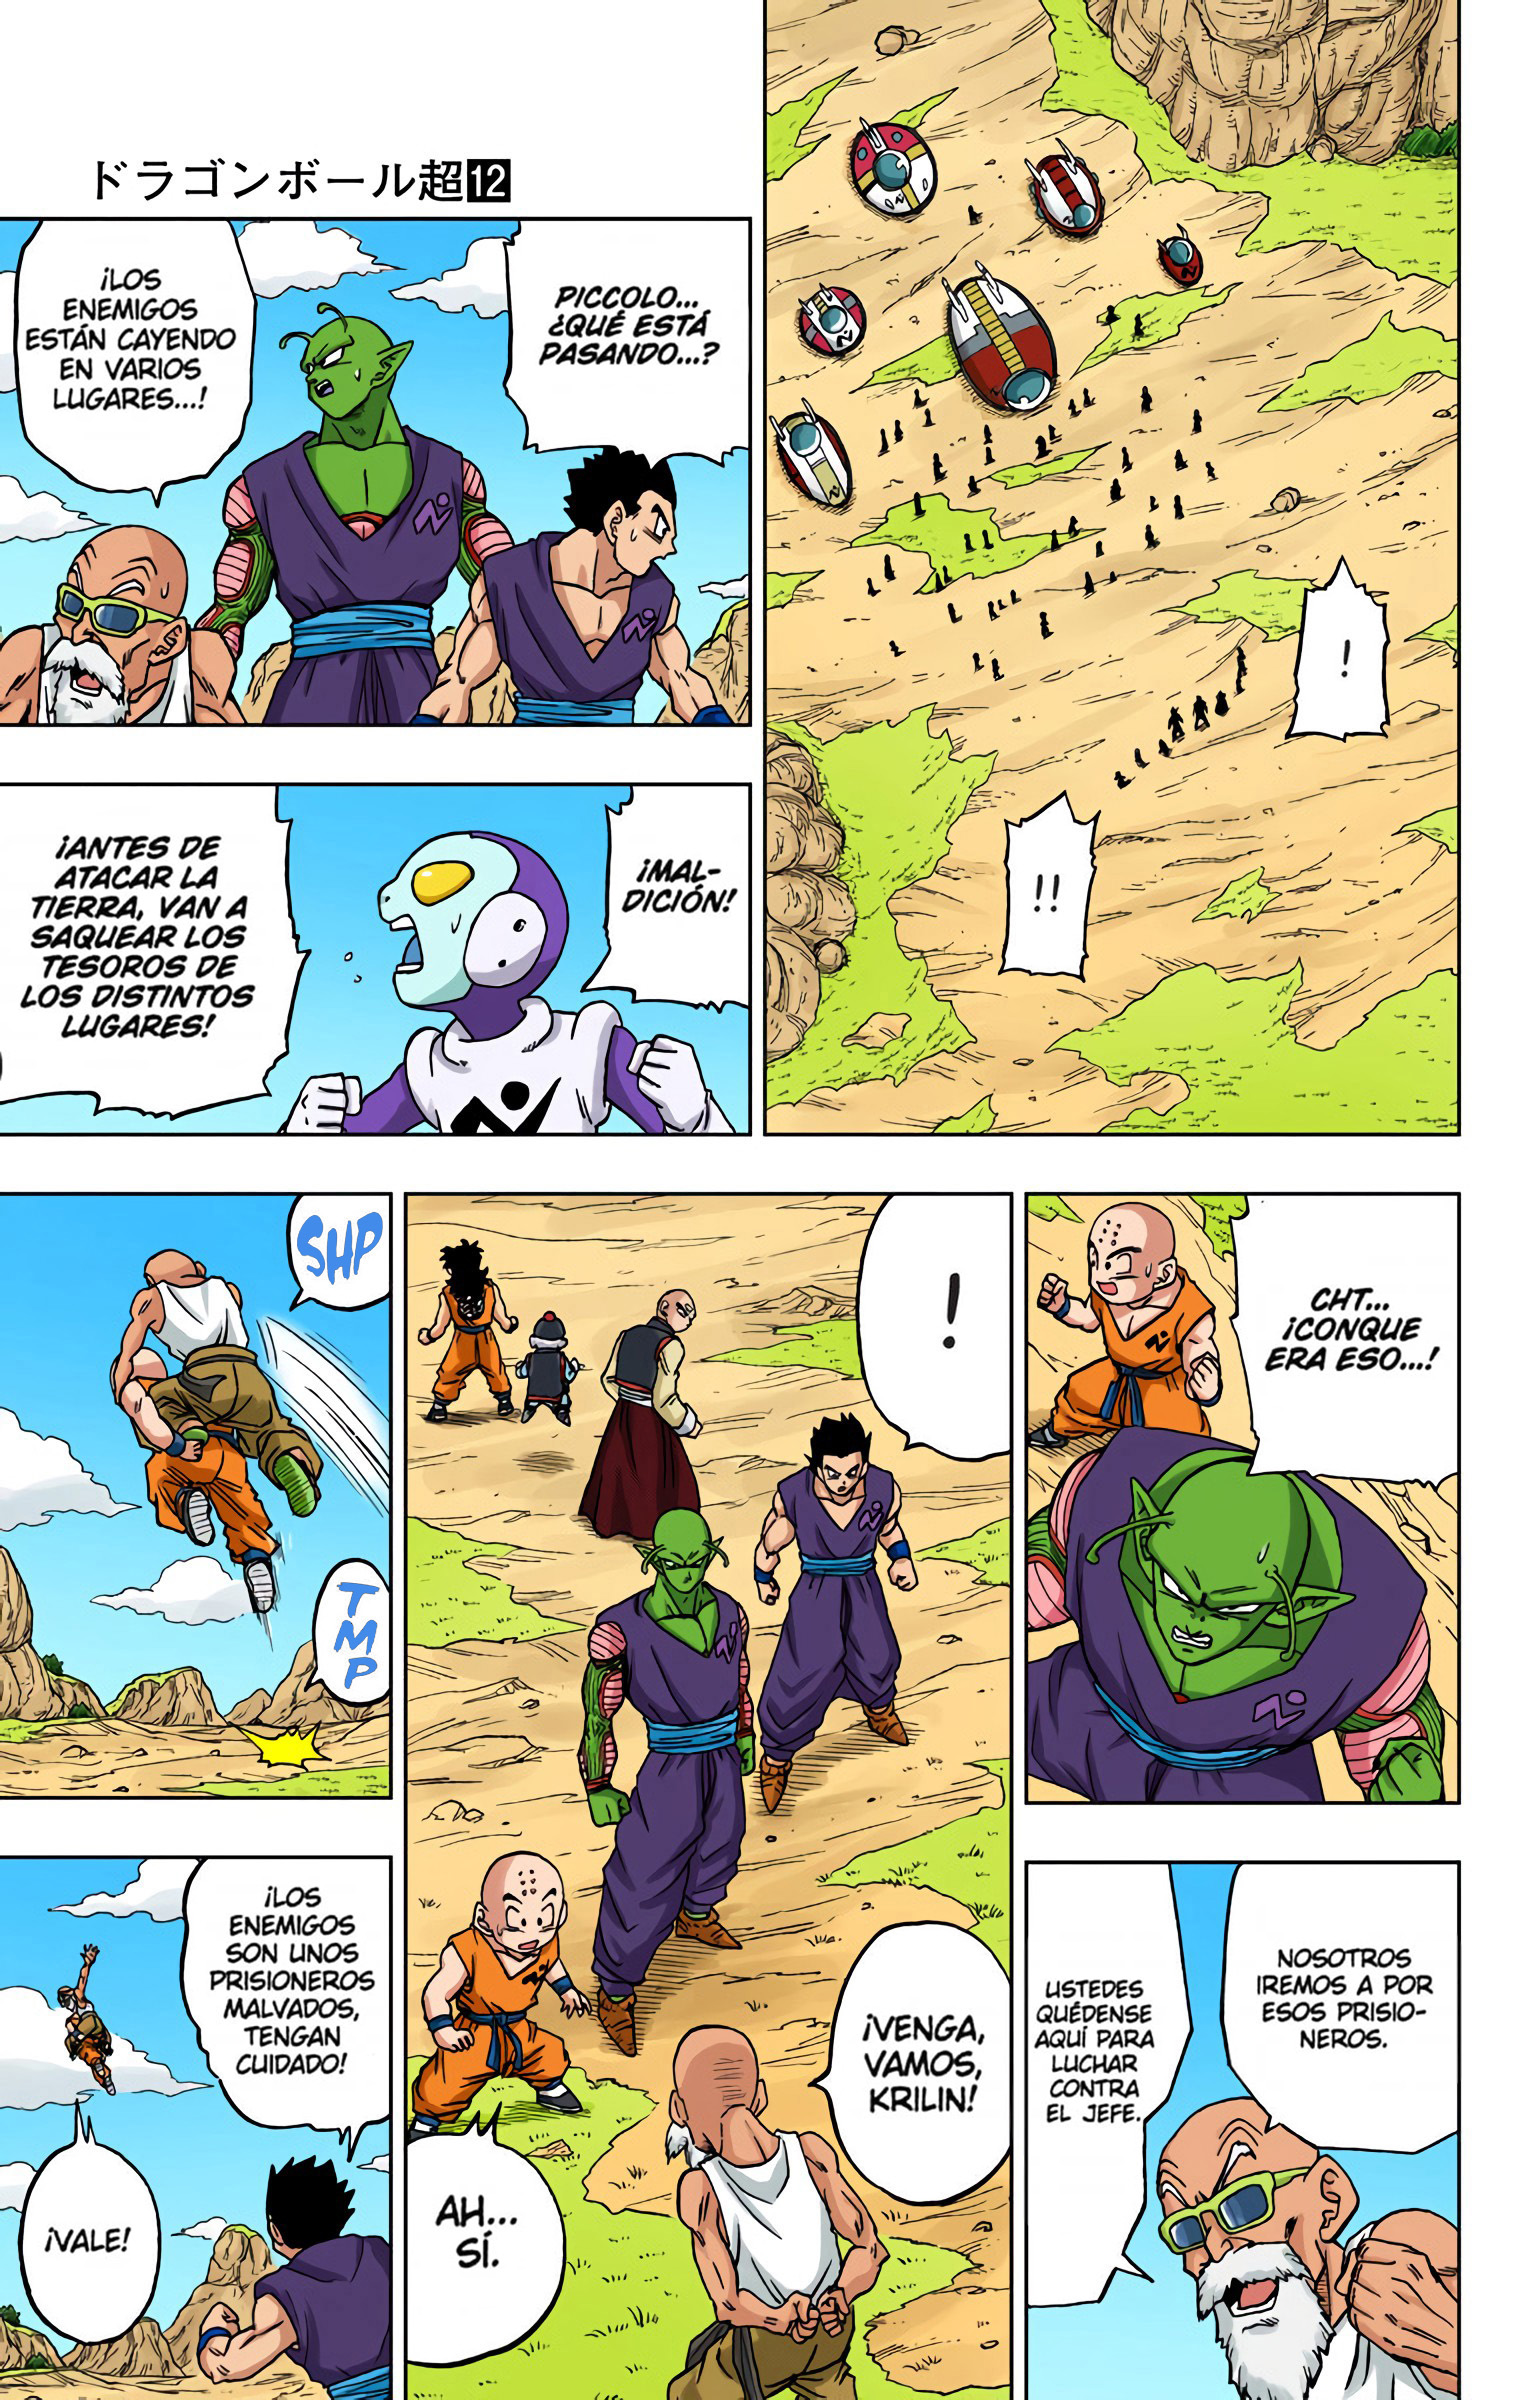 ドラゴンボール超12
!
!!
PICCOLO...
¿QUÉ ESTÁ
PASANDO...?
¡LOS
ENEMIGOS
ESTÁN CAYENDO
EN VARIOS
LUGARES...!
¡MAL-
DICIÓN!
¡ANTES DE
ATACAR LA
TIERRA, VAN A
SAQUEAR LOS
TESOROS DE
LOS DISTINTOS
LUGARES!
CHT...
¡CONQUE
ERA ESO...!
NOSOTROS
IREMOS A POR
ESOS PRISIO-
NEROS.
USTEDES
QUÉDENSE
AQUÍ PARA
LUCHAR
CONTRA
EL JEFE.
!
¡VENGA,
VAMOS,
KRILIN!
AH...
SÍ.
SHP
TMP
¡LOS
ENEMIGOS
SON UNOS
PRISIONEROS
MALVADOS,
TENGAN
CUIDADO!
¡VALE!